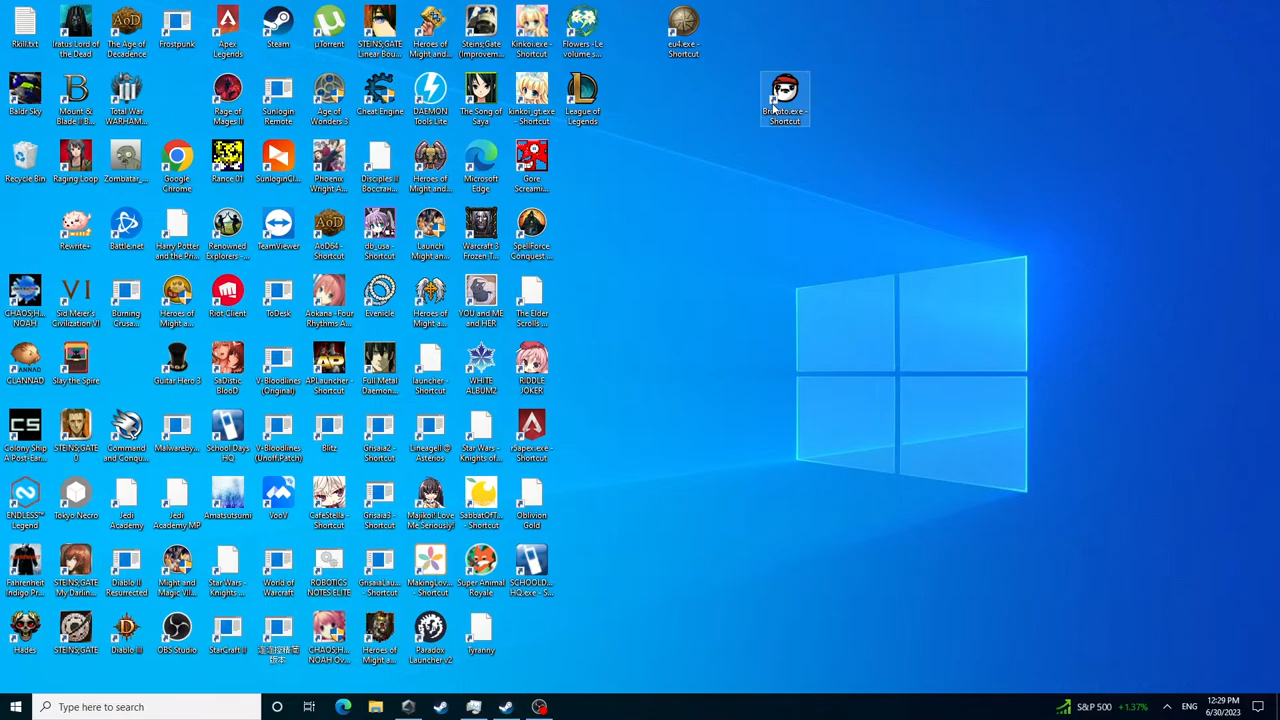 Rkill.txt
Iratus Lord of
the Dead
The Age of
Decadence
Frostpunk
Apex
Legends
Steam
µTorrent
STEINS;GATE
Linear Bou...
Heroes of
Might and...
Steins;Gate
(Improvem...
Kinkoi.exe -
Shortcut
Flowers -Le
volume s...
eu4.exe -
Shortcut
Baldr Sky
Mount &
Blade II B...
Total War
WARHAM...
Rage of
Mages II
Sunlogin
Remote
Age of
Wonders 3
Cheat Engine
DAEMON
Tools Lite
The Song of
Saya
kinkoi_gt.exe
- Shortcut
League of
Legends
Shortcut
Recycle Bin
Raging Loop
Zombatar_...
Google
Chrome
Rance 01
SunloginCl...
Phoenix
Wright A...
Disciples II
Восстан...
Heroes of
Might and...
Microsoft
Edge
Gore
Screami...
Rewrite+
Battle.net
Harry Potter
and the Pri...
Renowned
Explorers -...
TeamViewer
AoD64 -
Shortcut
db_usa -
Shortcut
Launch
Might an...
Warcraft 3
Frozen T...
SpellForce
Conquest ...
CHAOS;H...
NOAH
Sid Meier's
Civilization VI
Burning
Crusa...
Heroes of
Might a...
Riot Client
ToDesk
Aokana -Four
Rhythms A...
Evenicle
Heroes of
Might a...
YOU and ME
and HER
The Elder
Scrolls ...
CLANNAD
Slay the Spire
Guitar Hero 3
SaDistic
BlooD
V-Bloodlines
(Original)
APLauncher -
Shortcut
Full Metal
Daemon...
launcher -
Shortcut
WHITE
ALBUM2
RIDDLE
JOKER
Colony Ship
A Post-Ear...
STEINS;GATE
0
Command
and Conqu...
Malwareby...
School Days
HQ
V-Bloodlines
(UnoffPatch)
Blitz
Grisaia2 -
Shortcut
LineageII @
Asterios
Star Wars -
Knights of...
r5apex.exe -
Shortcut
ENDLESS™
Legend
Tokyo Necro
Jedi
Academy
Jedi
Academy MP
Amatsutsumi
VooV
CafeStella -
Shortcut
Grisaia3 -
Shortcut
Majikoi! Love
Me Seriously!
SabbatOfT...
- Shortcut
Oblivion
Gold
Fahrenheit
Indigo Pr...
STEINS;GATE
My Darlin...
Diablo II
Resurrected
Might and
Magic VII...
Star Wars -
Knights ...
World of
Warcraft
ROBOTICS
NOTES ELITE
GrisaiaLau...
- Shortcut
MakingLov...
- Shortcut
Super Animal
Royale
SCHOOLD...
HQ.exe - S...
Hades
STEINS;GATE
Diablo III
OBS Studio
StarCraft II
版本
CHAOS;H...
NOAH Ov...
Heroes of
Might a...
Paradox
Launcher v2
Tyranny
Type here to search
S&P 500 +1.37%
ENG
12:29 PM
6/30/2023